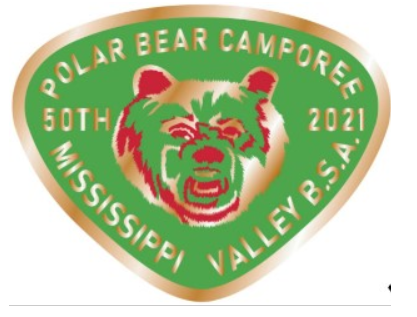 POLAR BEAR CAMPOREE
50TH 2021
MISSISSIPPI VALLEY B.S.A.